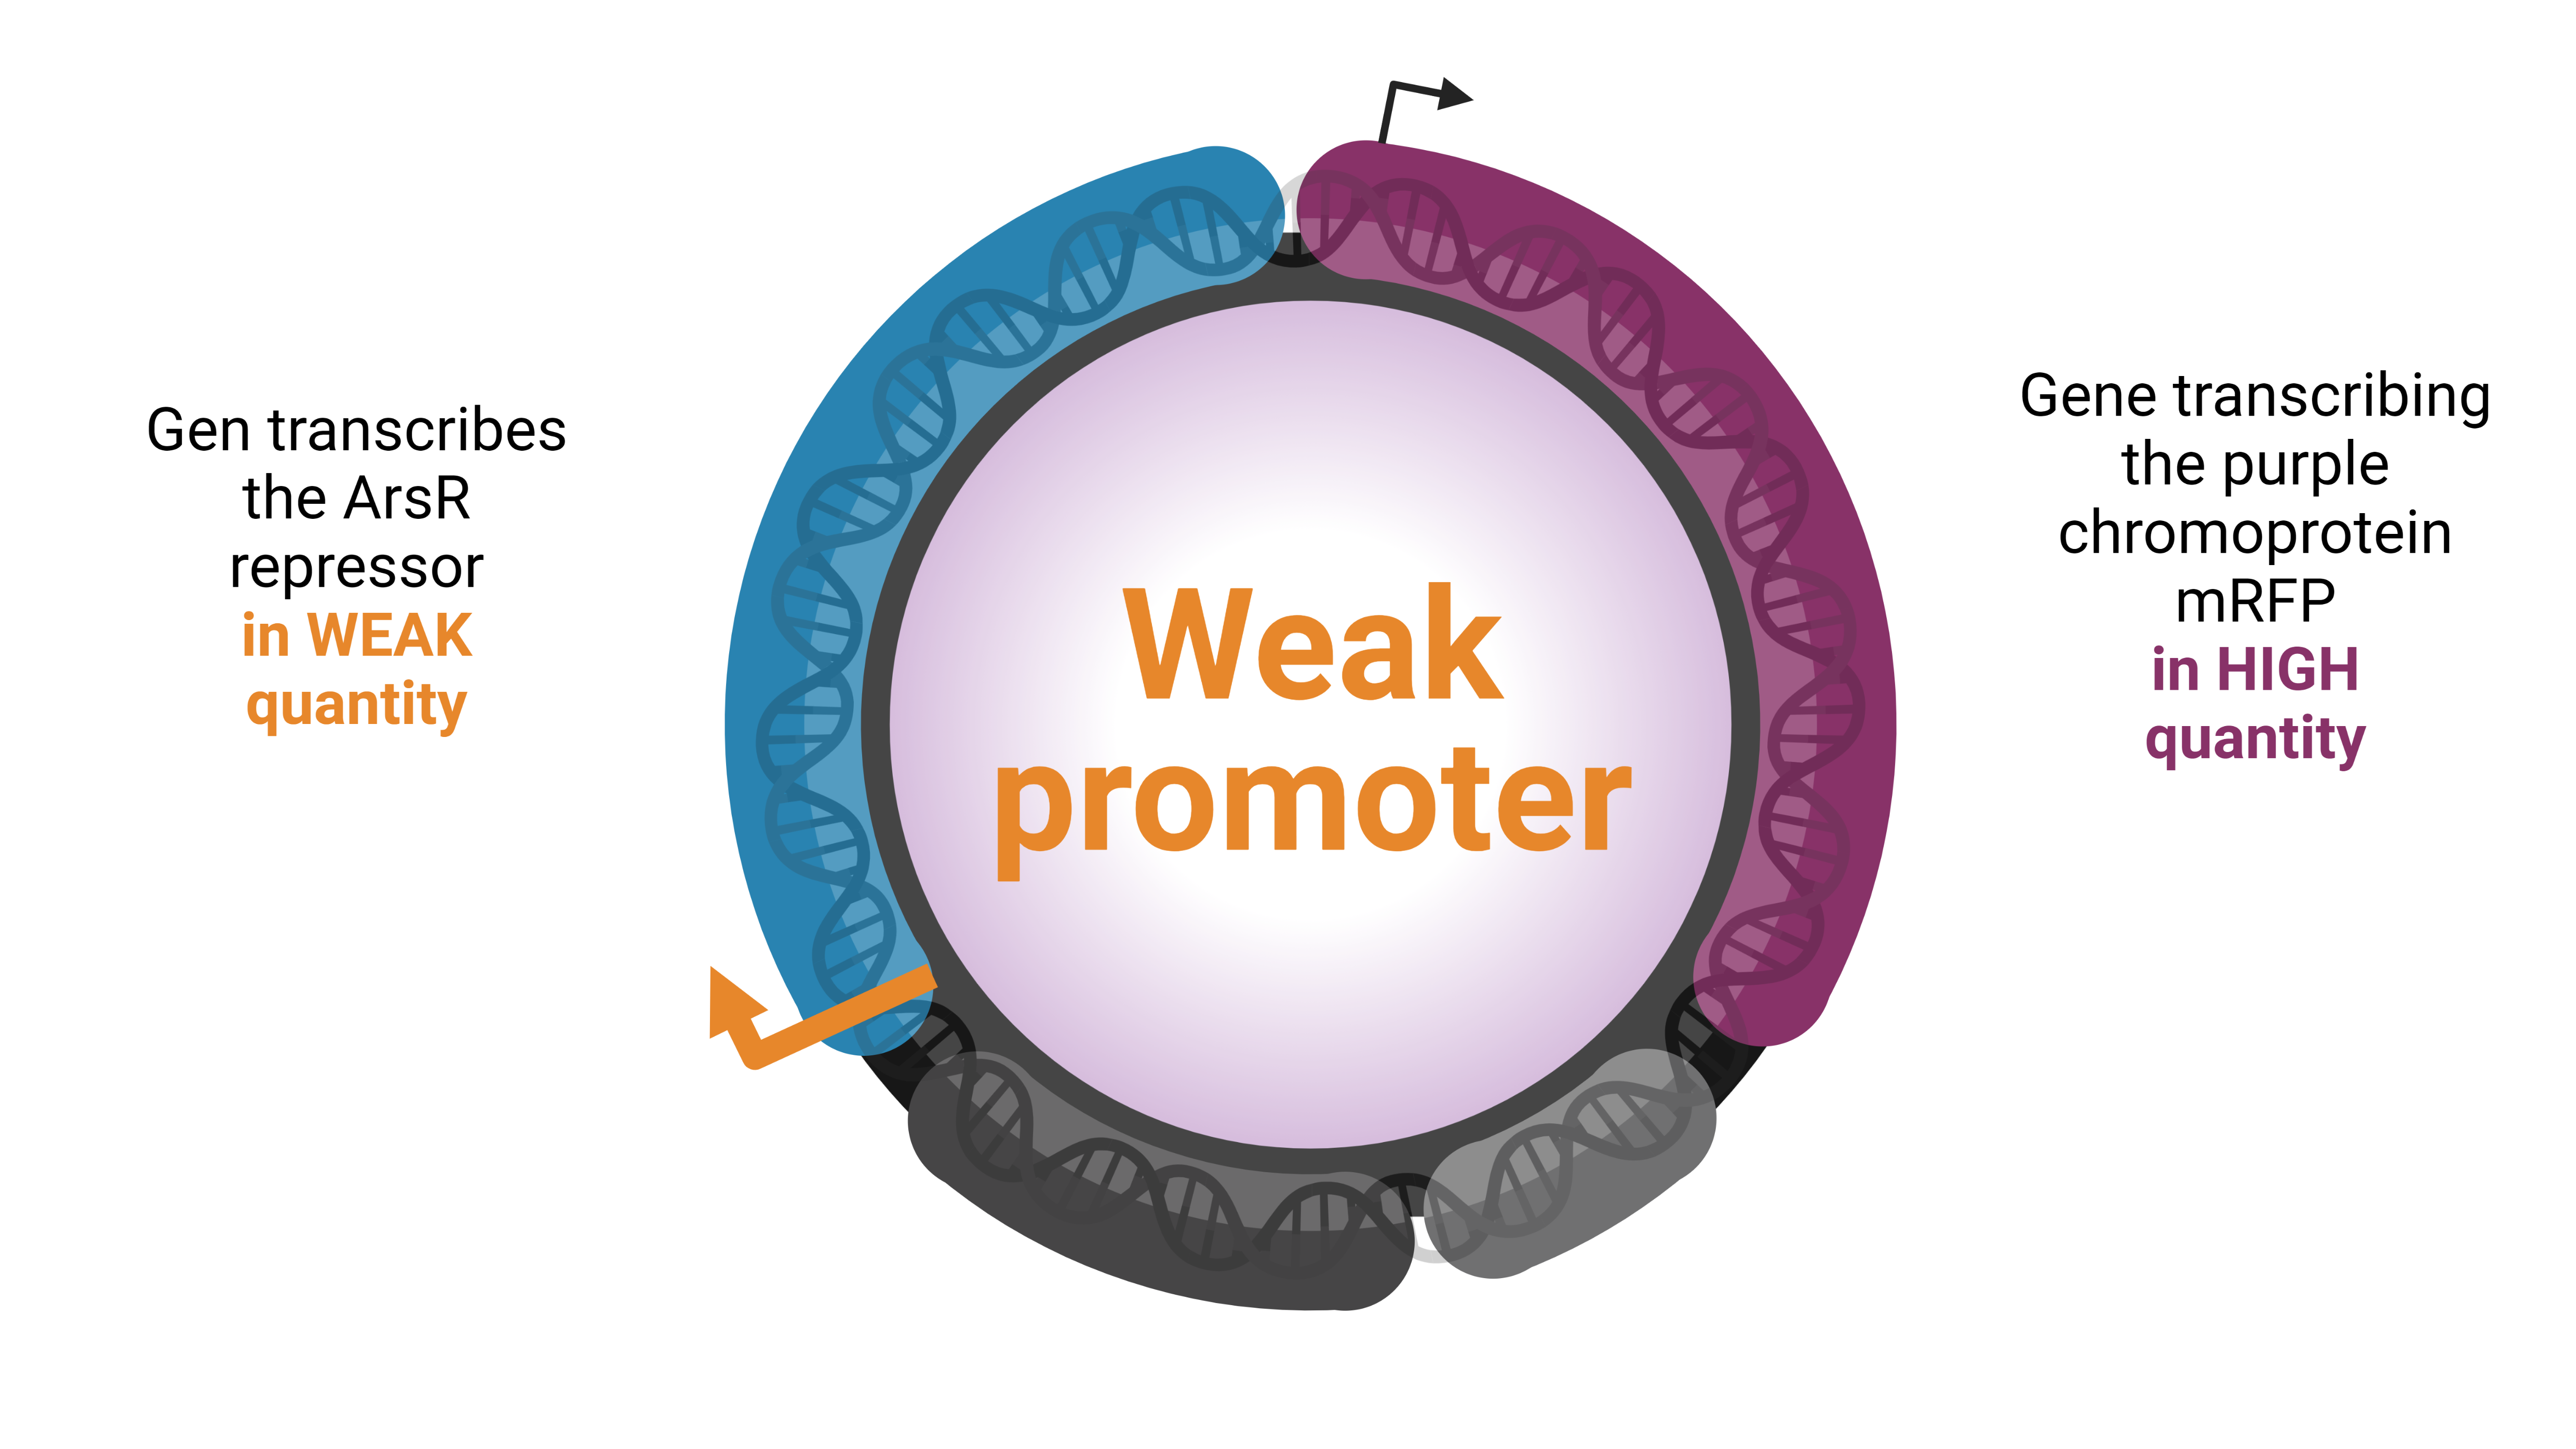 Gen transcribes
the ArsR
repressor
in WEAK
quantity
Weak
promoter
Gene transcribing
the purple
chromoprotein
mRFP
in HIGH
quantity